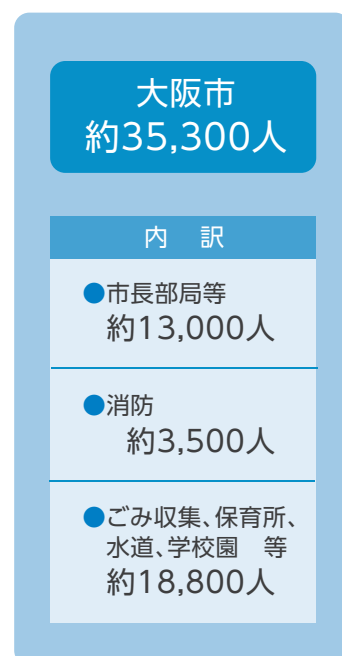 大阪市
約35,300人
内　訳
●市長部局等
約13,000人
●消防
約3,500人
●ごみ収集、保育所、
水道、学校園　等
約18,800人